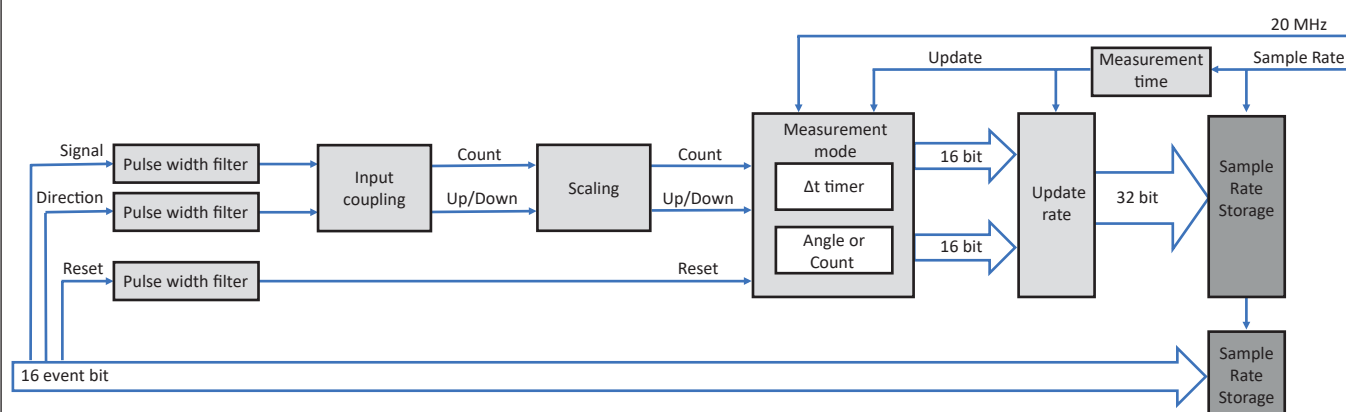 20 MHz
Update
Measurement
time
Sample Rate
Signal
Pulse width filter
Direction
Pulse width filter
Reset
Pulse width filter
Input
coupling
Count
Up/Down
Scaling
Count
Up/Down
Reset
Measurement
mode
Δt timer
Angle or
Count
16 bit
16 bit
Update
rate
32 bit
Sample
Rate
Storage
16 event bit
Sample
Rate
Storage